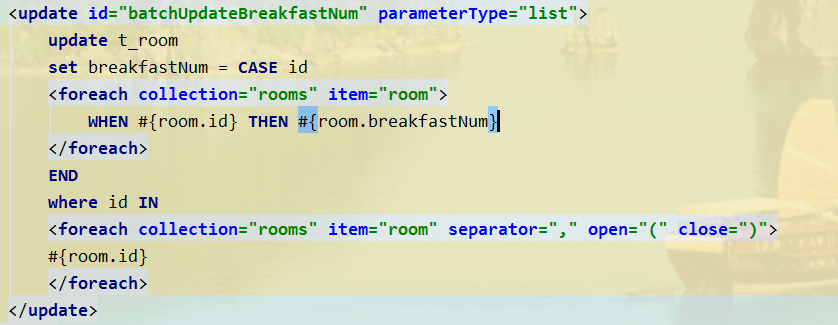 <update id="batchUpdateBreakfastNum" parameterType="list">
update t_room
set breakfastNum = CASE id
<foreach collection="rooms" item="room">
WHEN #{room.id} THEN #{room.breakfastNum}
</foreach>
END
where id IN
<foreach collection="rooms" item="room" separator="," open="(" close=")">
#{room.id}
</foreach>
</update>